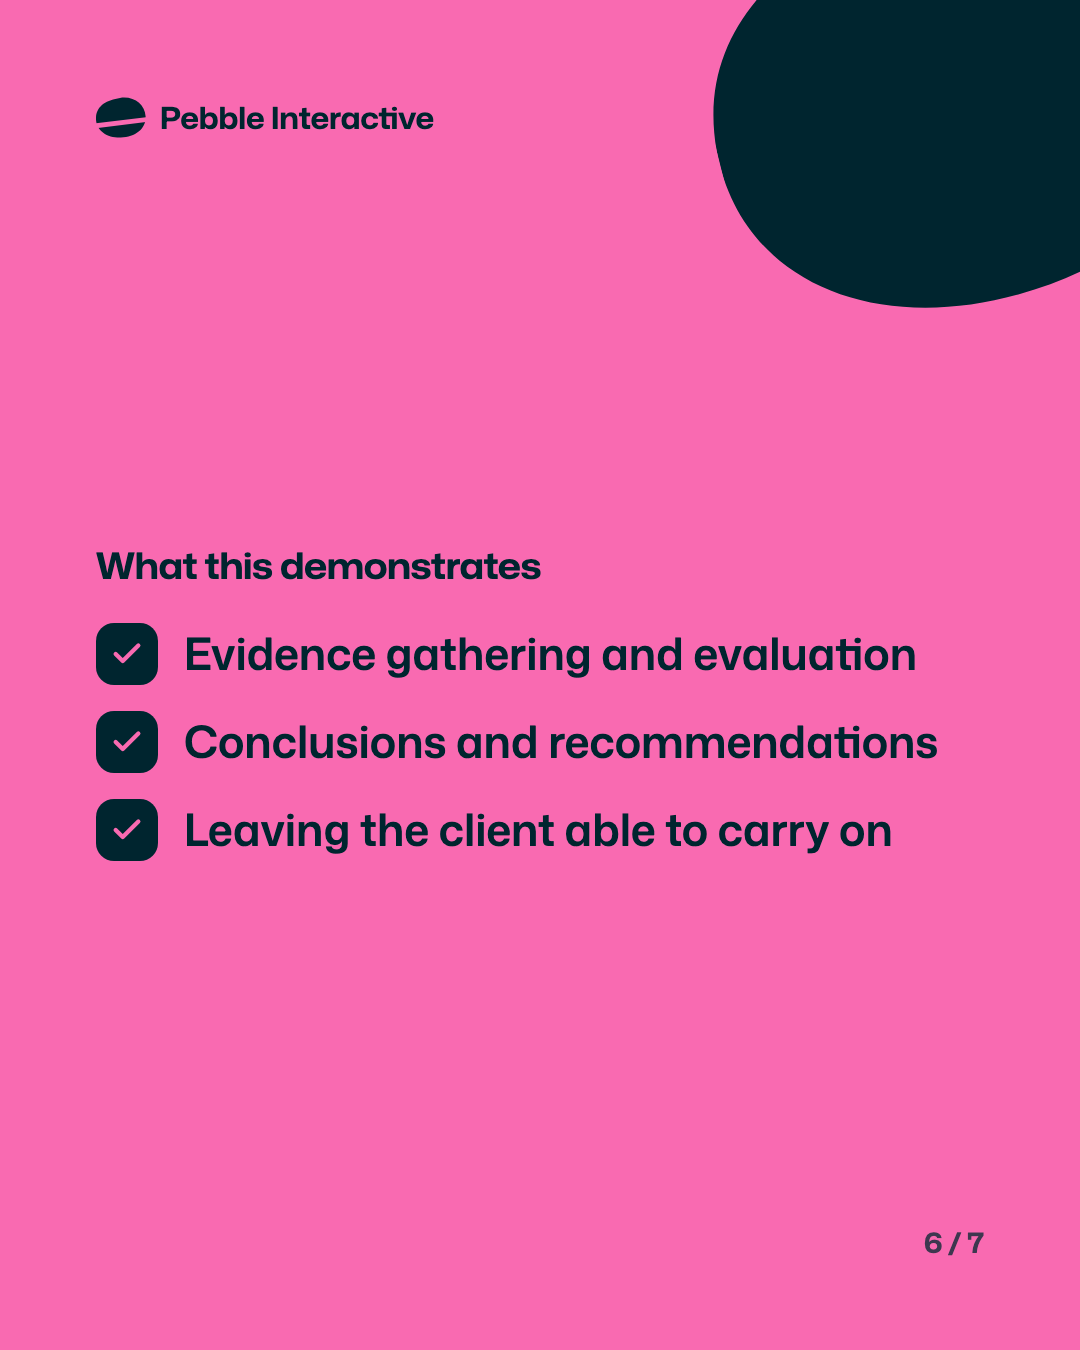 Pebble Interactive
What this demonstrates
Evidence gathering and evaluation
Conclusions and recommendations
Leaving the client able to carry on
6 / 7